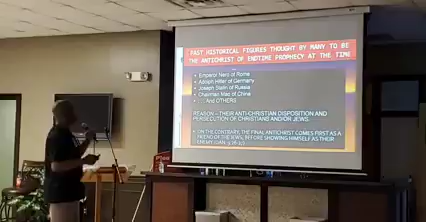 PAST HISTORICAL FIGURES THOUGHT BY MANY TO BE
THE ANTICHRIST OF ENDTIME PROPHECY AT THE TIME
• Emperor Nero of Rome
• Adolph Hitler of Germany
• Joseph Stalin of Russia
• Chairman Mao of China
• .... And OTHERS
REASON – THEIR ANTI-CHRISTIAN DISPOSITION AND
PERSECUTION OF CHRISTIANS AND/OR JEWS.
• ON THE CONTRARY, THE FINAL ANTICHRIST COMES FIRST AS A
FRIEND OF THE JEWS, BEFORE SHOWING HIMSELF AS THEIR
ENEMY (DAN.